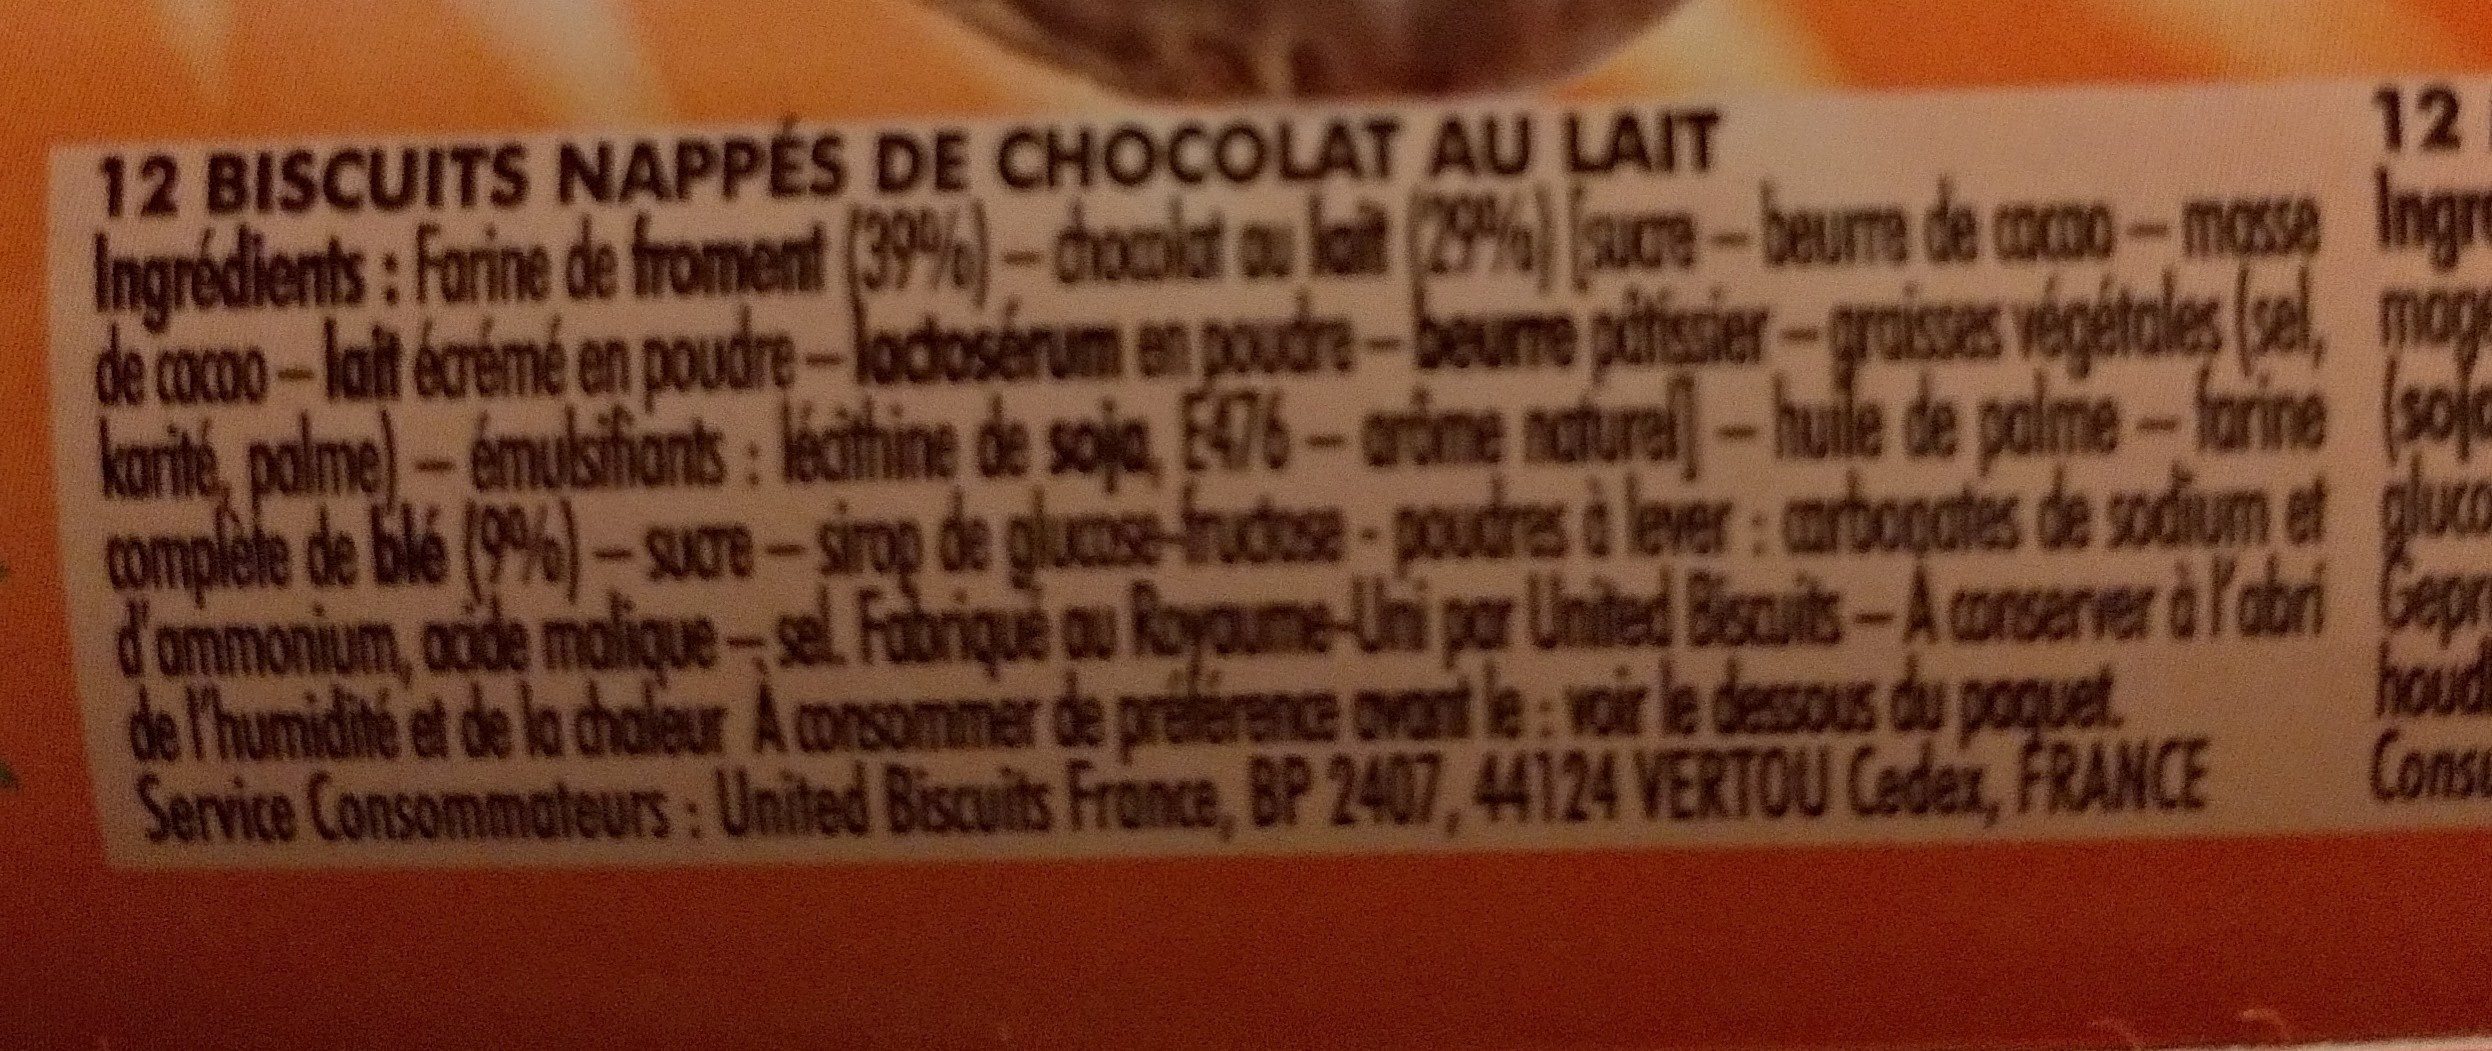 12 BISCUITS NAPPÉS DE CHOCOLAT AU LAIT
Ingrédients : Farine de froment (39%) – chocolat au lait (29%) [sucre – beurre de cacao – masse
de cacao – lait écrémé en poudre – lactosérum en poudre – beurre pâtissier – graisses végétales (sal,
karité, palme) – émulsifiants : lécithine de soja, E476 – arôme naturel] – huile de palme – farine
complète de blé (9%) – sucre – sirop de glucose-fructose - poudres à lever : carbonates de sodium et
d'ammonium, acide malique – sel. Fabriqué au Royaume-Uni par United Biscuits – À conserver à l'abri
de l'humidité et de la chaleur À consommer de préférence avant le : voir le dessous du paquet.
Service Consommateurs : United Biscuits France, BP 2407, 44124 VERTOU Cedex, FRANCE
12